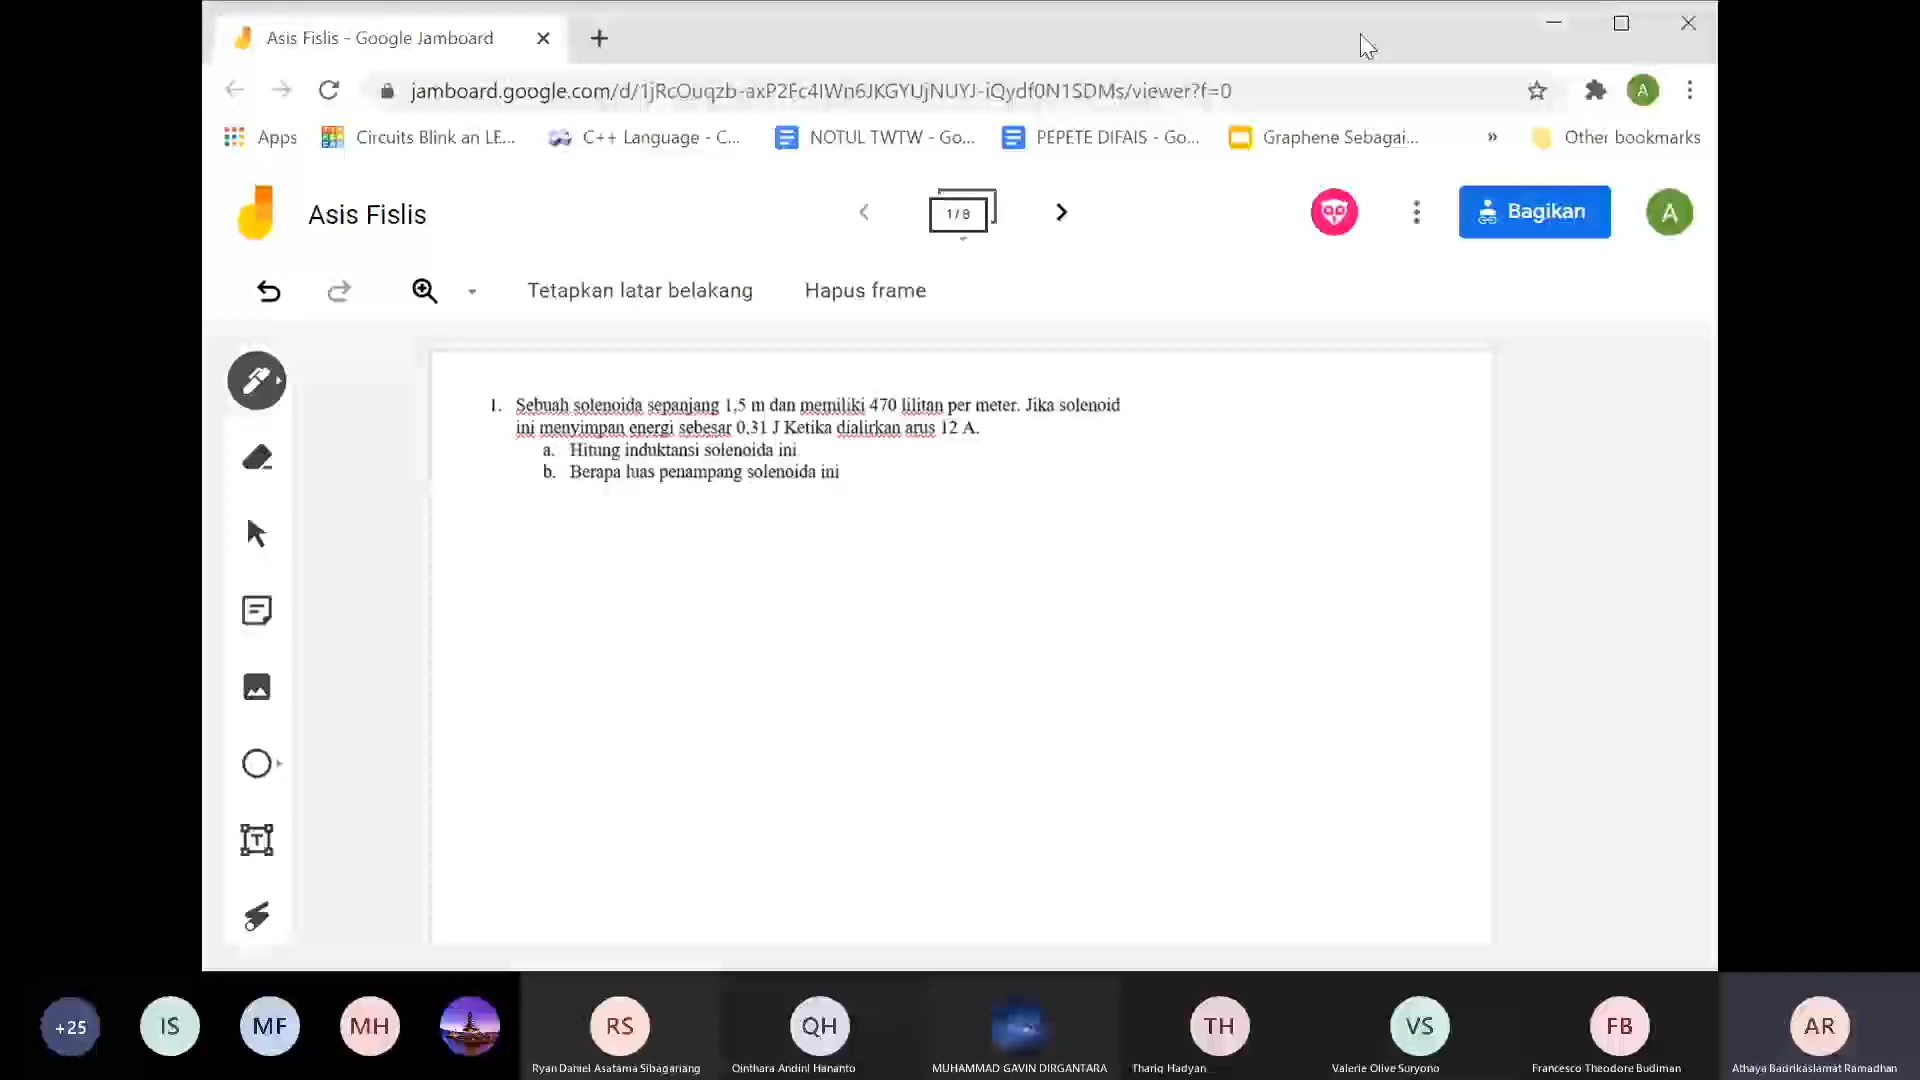 Asis Fislis - Google Jamboard
jamboard.google.com/d/1jRcOuqzb-axP2Fc4IWn6JKGYUjNUYJ-iQydf0N1SDMs/viewer?f=0
A
Apps
Circuits Blink an LE...
C++ Language - C...
NOTUL TWTW - Go...
PEPETE DIFAIS - Go...
Graphene Sebagai...
»
Other bookmarks
Asis Fislis
1 / 8
Bagikan
A
Tetapkan latar belakang
Hapus frame
1. Sebuah solenoida sepanjang 1,5 m dan memiliki 470 lilitan per meter. Jika solenoid
ini menyimpan energi sebesar 0,31 J Ketika dialirkan arus 12 A.
a. Hitung induktansi solenoida ini
b. Berapa luas penampang solenoida ini
T
+25
IS
MF
MH
RS
QH
TH
VS
FB
AR
Ryan Daniel Asatama Sibagariang
Qinthara Andini Hananto
MUHAMMAD GAVIN DIRGANTARA
Thariq Hadyan
Valerie Olive Suryono
Francesco Theodore Budiman
Athaya Badrikaslamat Ramadhan